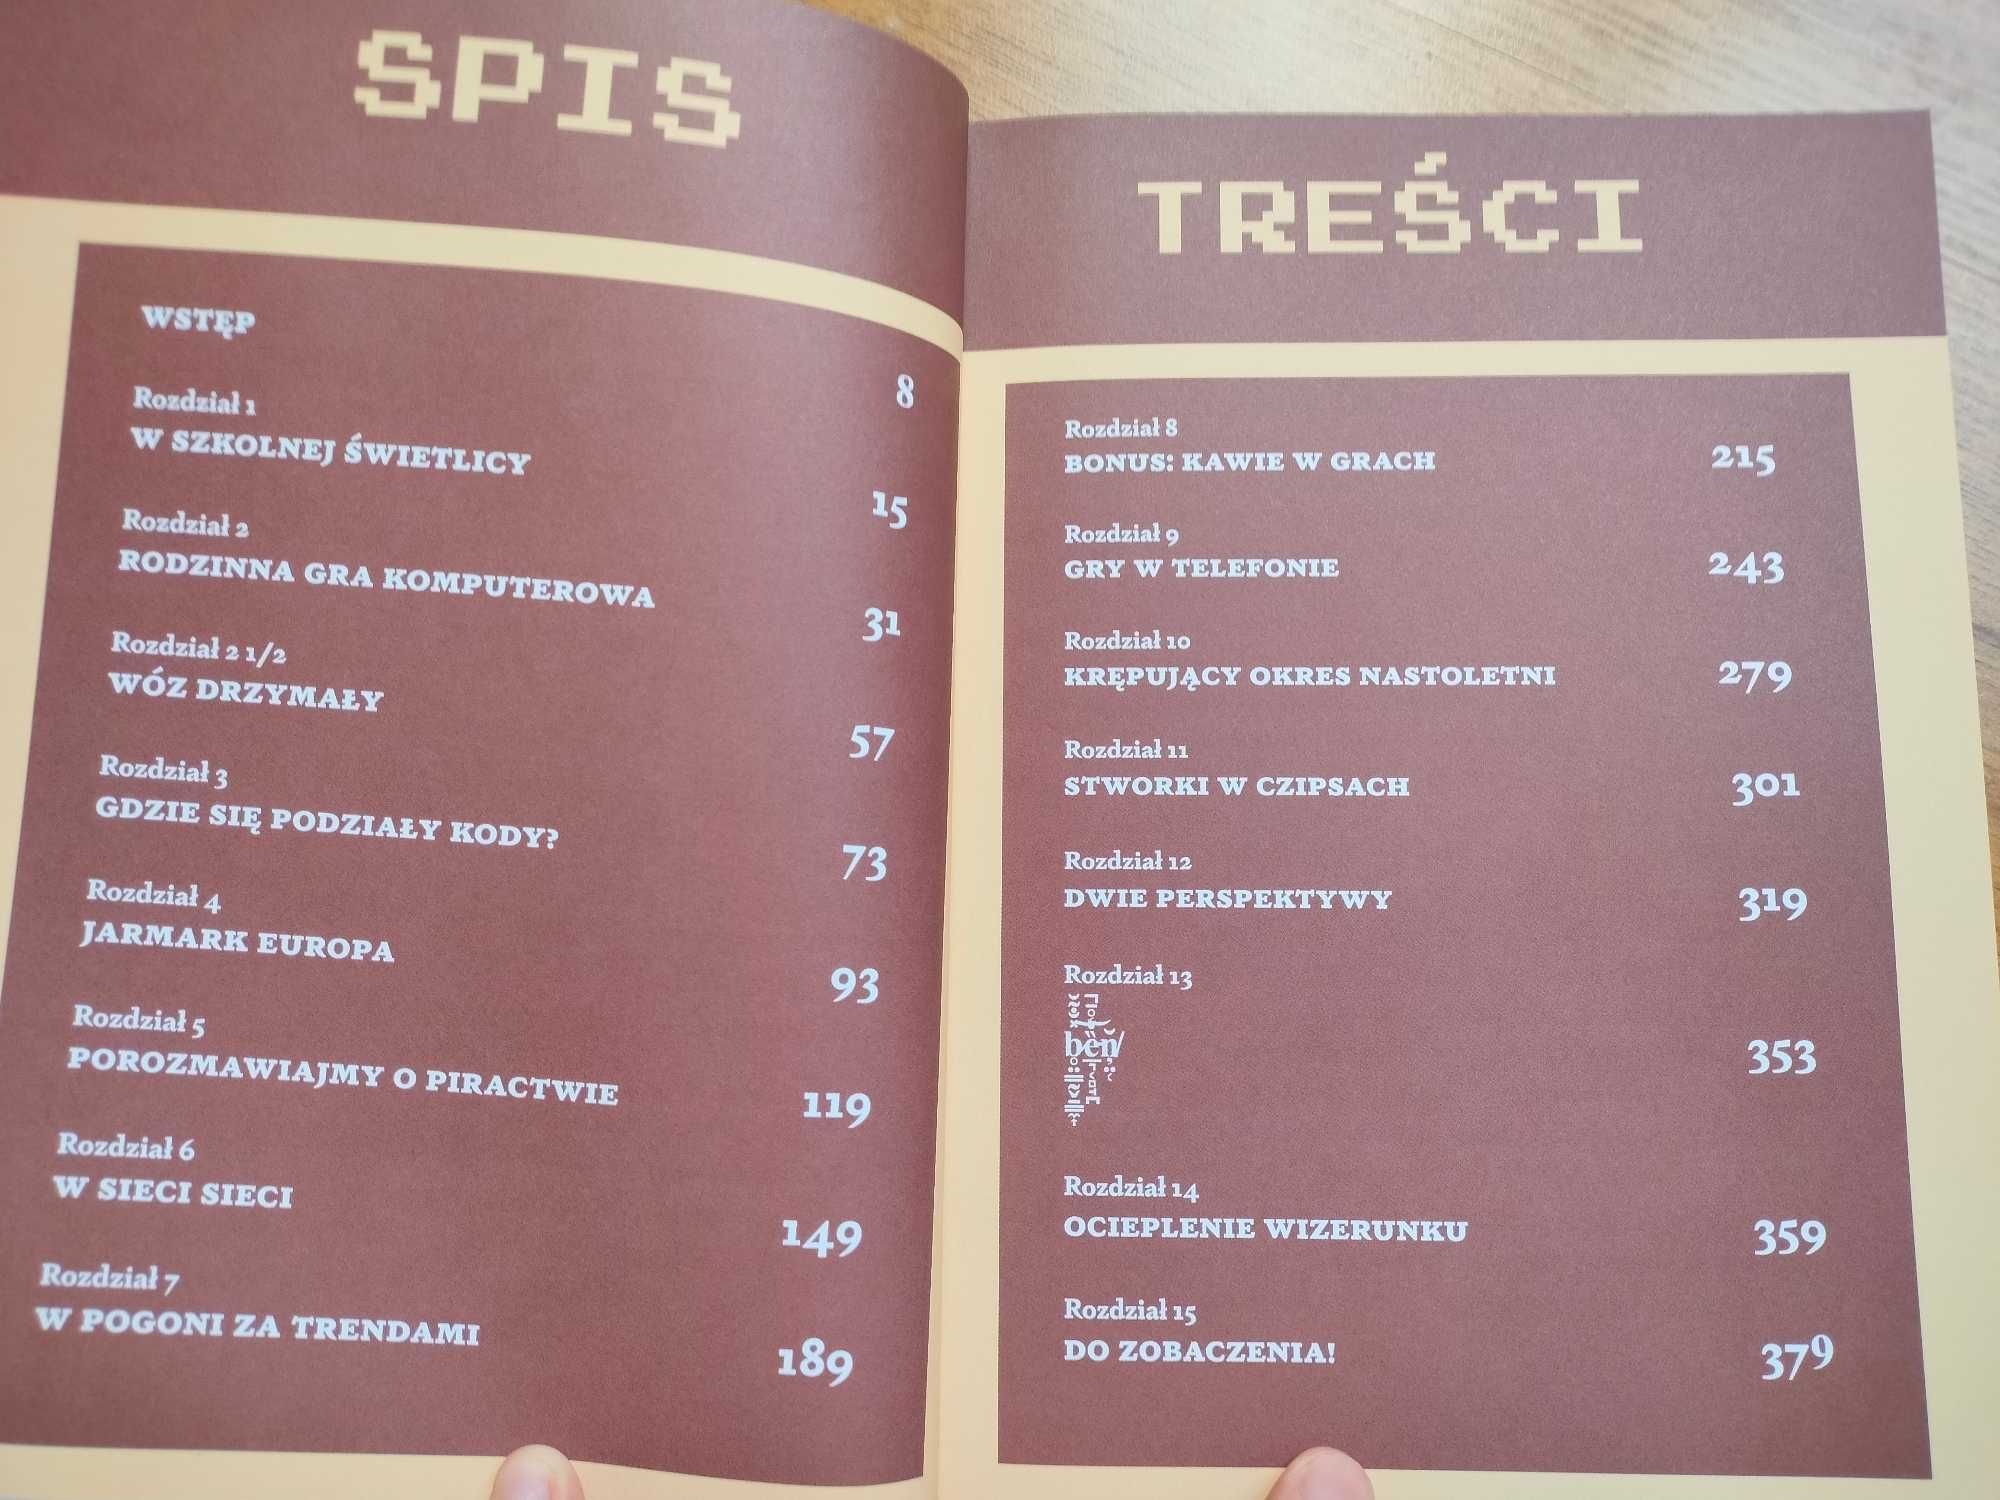 SPIS
WSTĘP
8
Rozdział 1
W SZKOLNEJ ŚWIETLICY
15
Rozdział 2
RODZINNA GRA KOMPUTEROWA
31
Rozdział 2 1/2
WÓZ DRZYMAŁY
57
Rozdział 3
GDZIE SIĘ PODZIAŁY KODY?
73
Rozdział 4
JARMARK EUROPA
93
Rozdział 5
POROZMAWIAJMY O PIRACTWIE
119
Rozdział 6
W SIECI SIECI
149
Rozdział 7
W POGONI ZA TRENDAMI
189
TREŚCI
Rozdział 8
BONUS: KAWIE W GRACH
215
Rozdział 9
GRY W TELEFONIE
243
Rozdział 10
KRĘPUJĄCY OKRES NASTOLETNI
279
Rozdział 11
STWORKI W CZIPSACH
301
Rozdział 12
DWIE PERSPEKTYWY
319
Rozdział 13
ben
353
Rozdział 14
OCIEPLENIE WIZERUNKU
359
Rozdział 15
DO ZOBACZENIA!
379